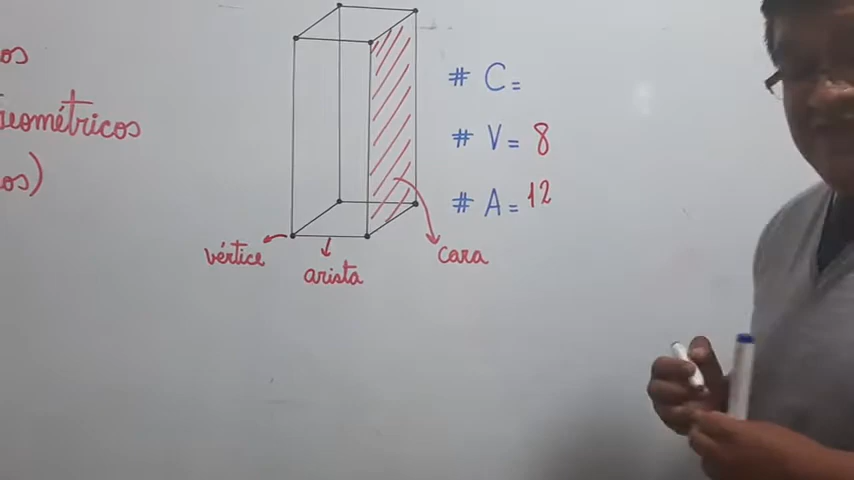 os
eométricos
os)
# C =
# V = 8
# A = 12
vértice
arista
cara